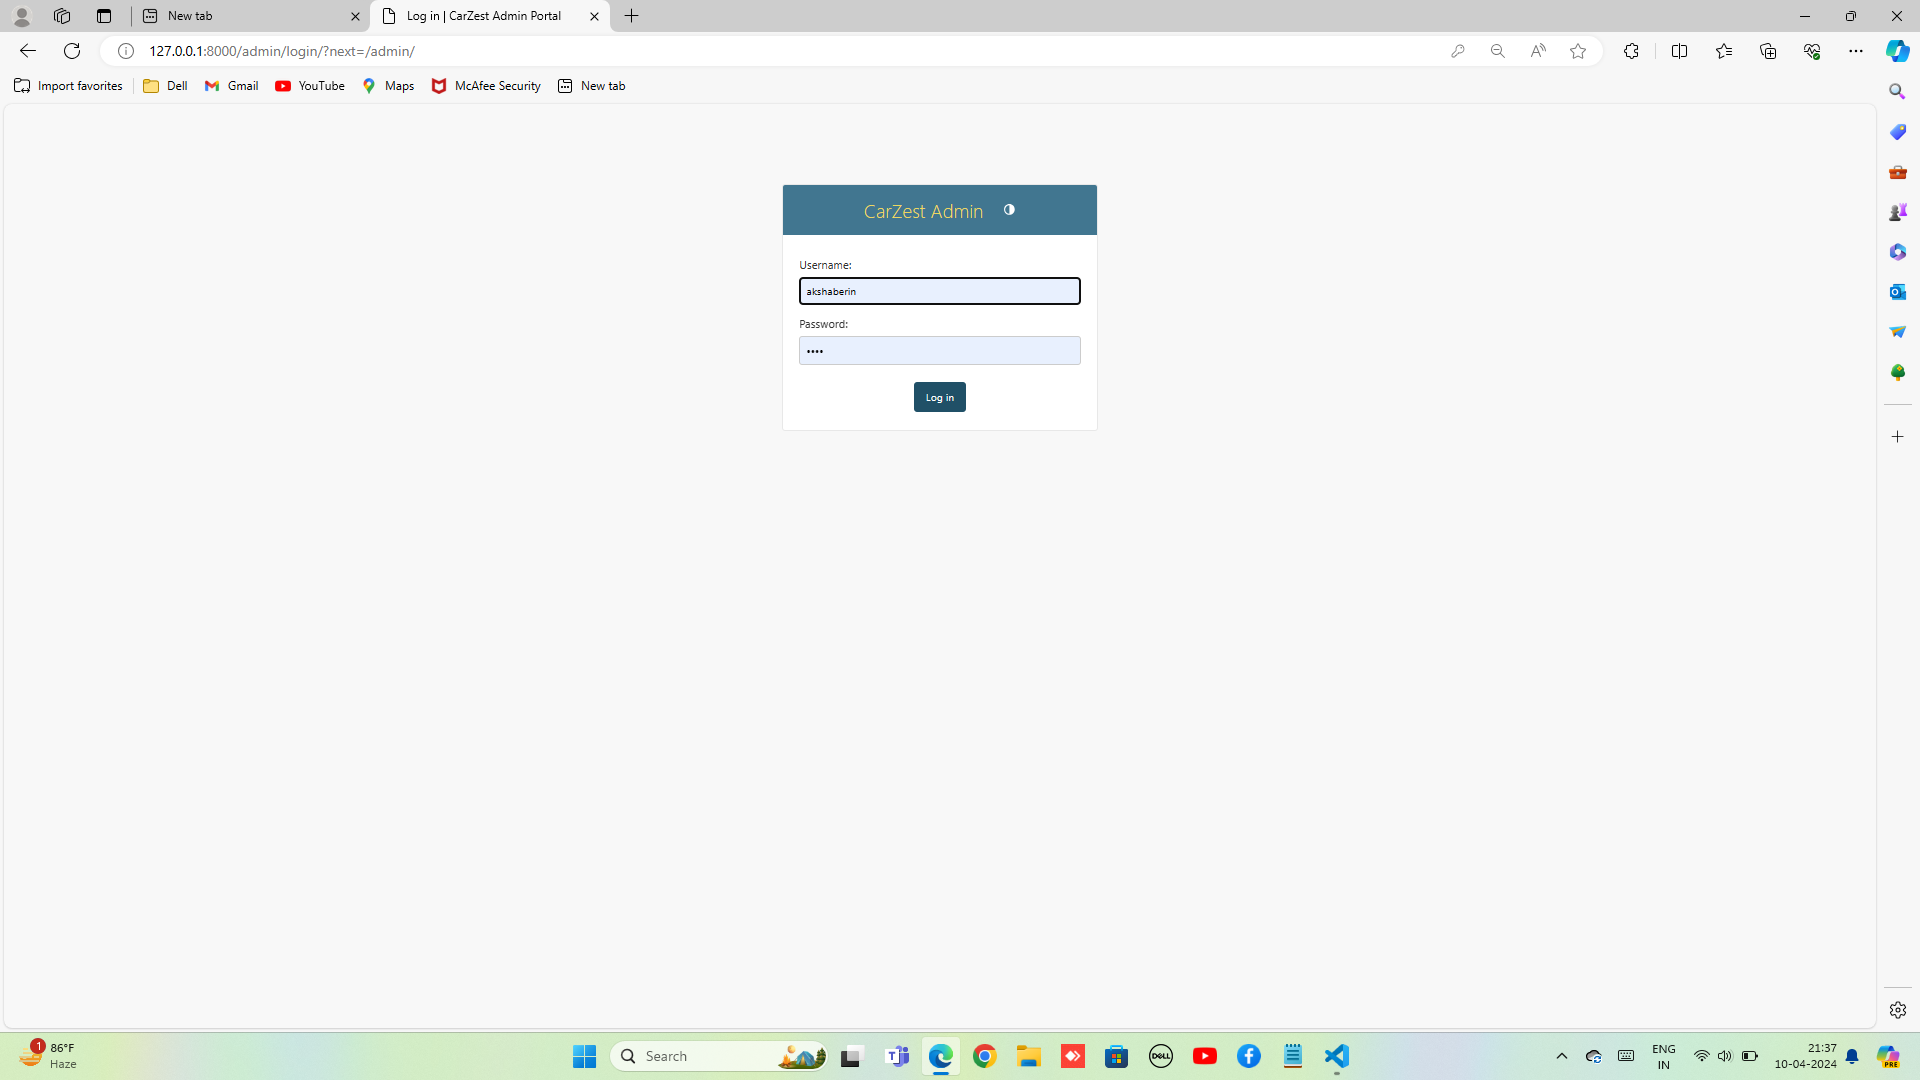 New tab
Log in | CarZest Admin Portal
127.0.0.1:8000/admin/login/?next=/admin/
Import favorites
Dell
Gmail
YouTube
Maps
McAfee Security
New tab
CarZest Admin
Username:
akshaberin
Password:
••••
Log in
1
86°F
Haze
Search
DELL
ENG
IN
21:37
10-04-2024
PRE